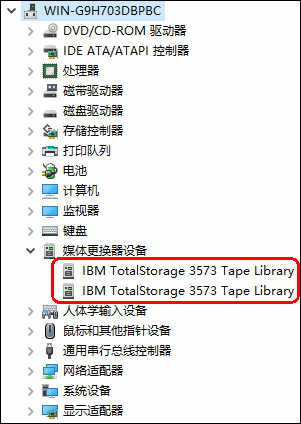 WIN-G9H703DBPBC
DVD/CD-ROM 驱动器
IDE ATA/ATAPI 控制器
处理器
磁带驱动器
磁盘驱动器
存储控制器
打印队列
电池
计算机
监视器
键盘
媒体更换器设备
IBM TotalStorage 3573 Tape Library
IBM TotalStorage 3573 Tape Library
人体学输入设备
鼠标和其他指针设备
通用串行总线控制器
网络适配器
系统设备
显示适配器